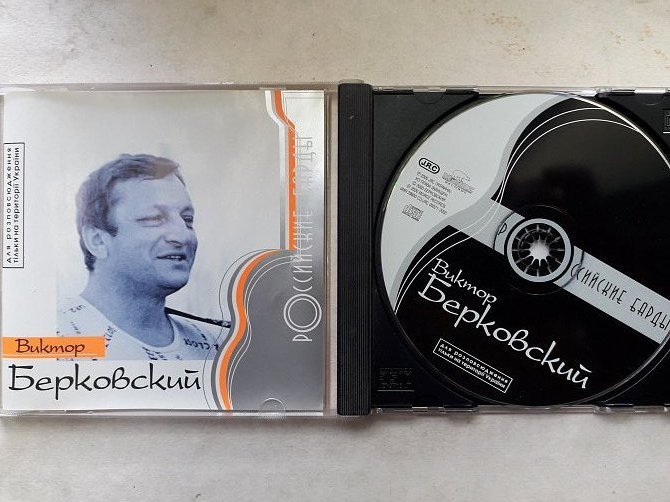 для розповсюдження
тільки на території України
РОССИЙСКИЕ БАРДЫ
Виктор
Берковский
JRC
РОССИЙСКИЕ БАРДЫ
Виктор
Берковский
для розповсюдження
тільки на території України